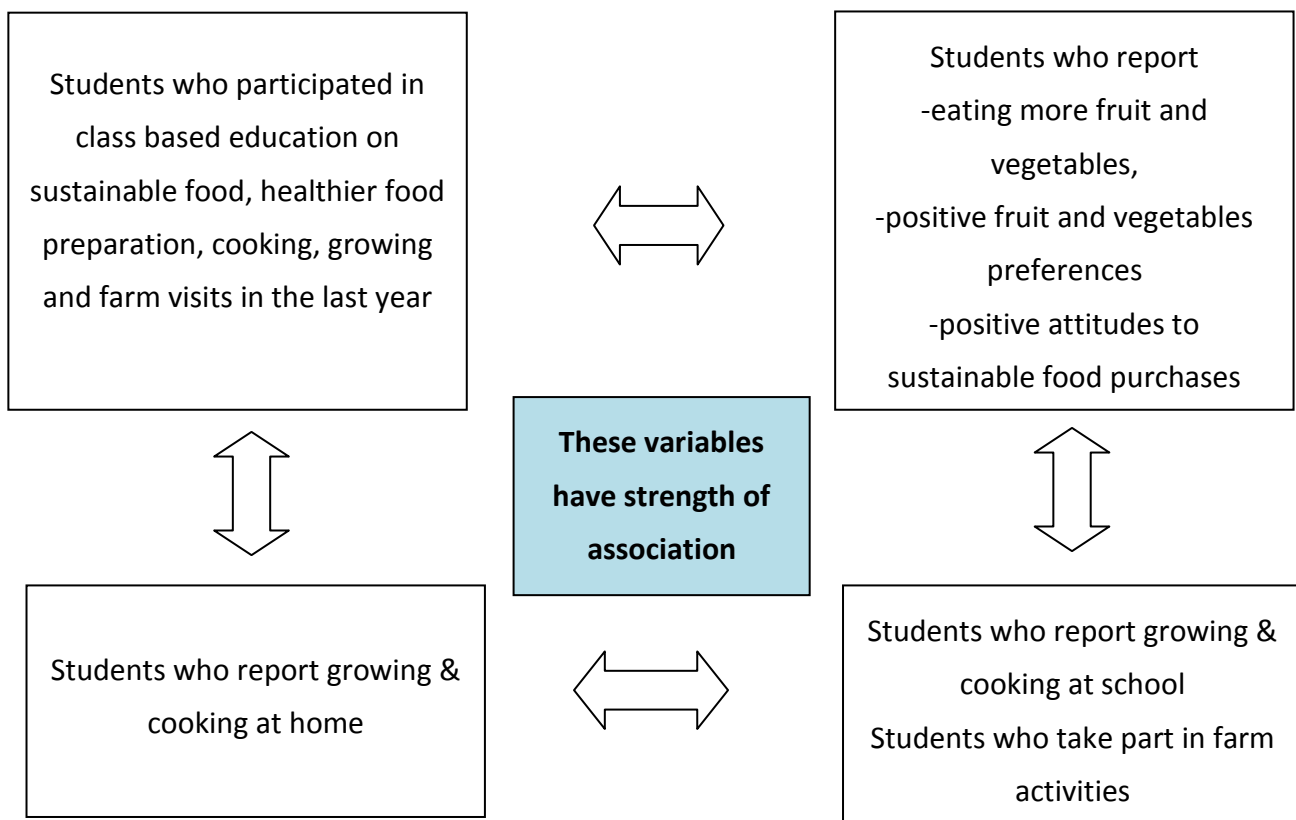 Students who participated in
class based education on
sustainable food, healthier food
preparation, cooking, growing
and farm visits in the last year
Students who report
-eating more fruit and
vegetables,
-positive fruit and vegetables
preferences
-positive attitudes to
sustainable food purchases
These variables
have strength of
association
Students who report growing &
cooking at home
Students who report growing &
cooking at school
Students who take part in farm
activities